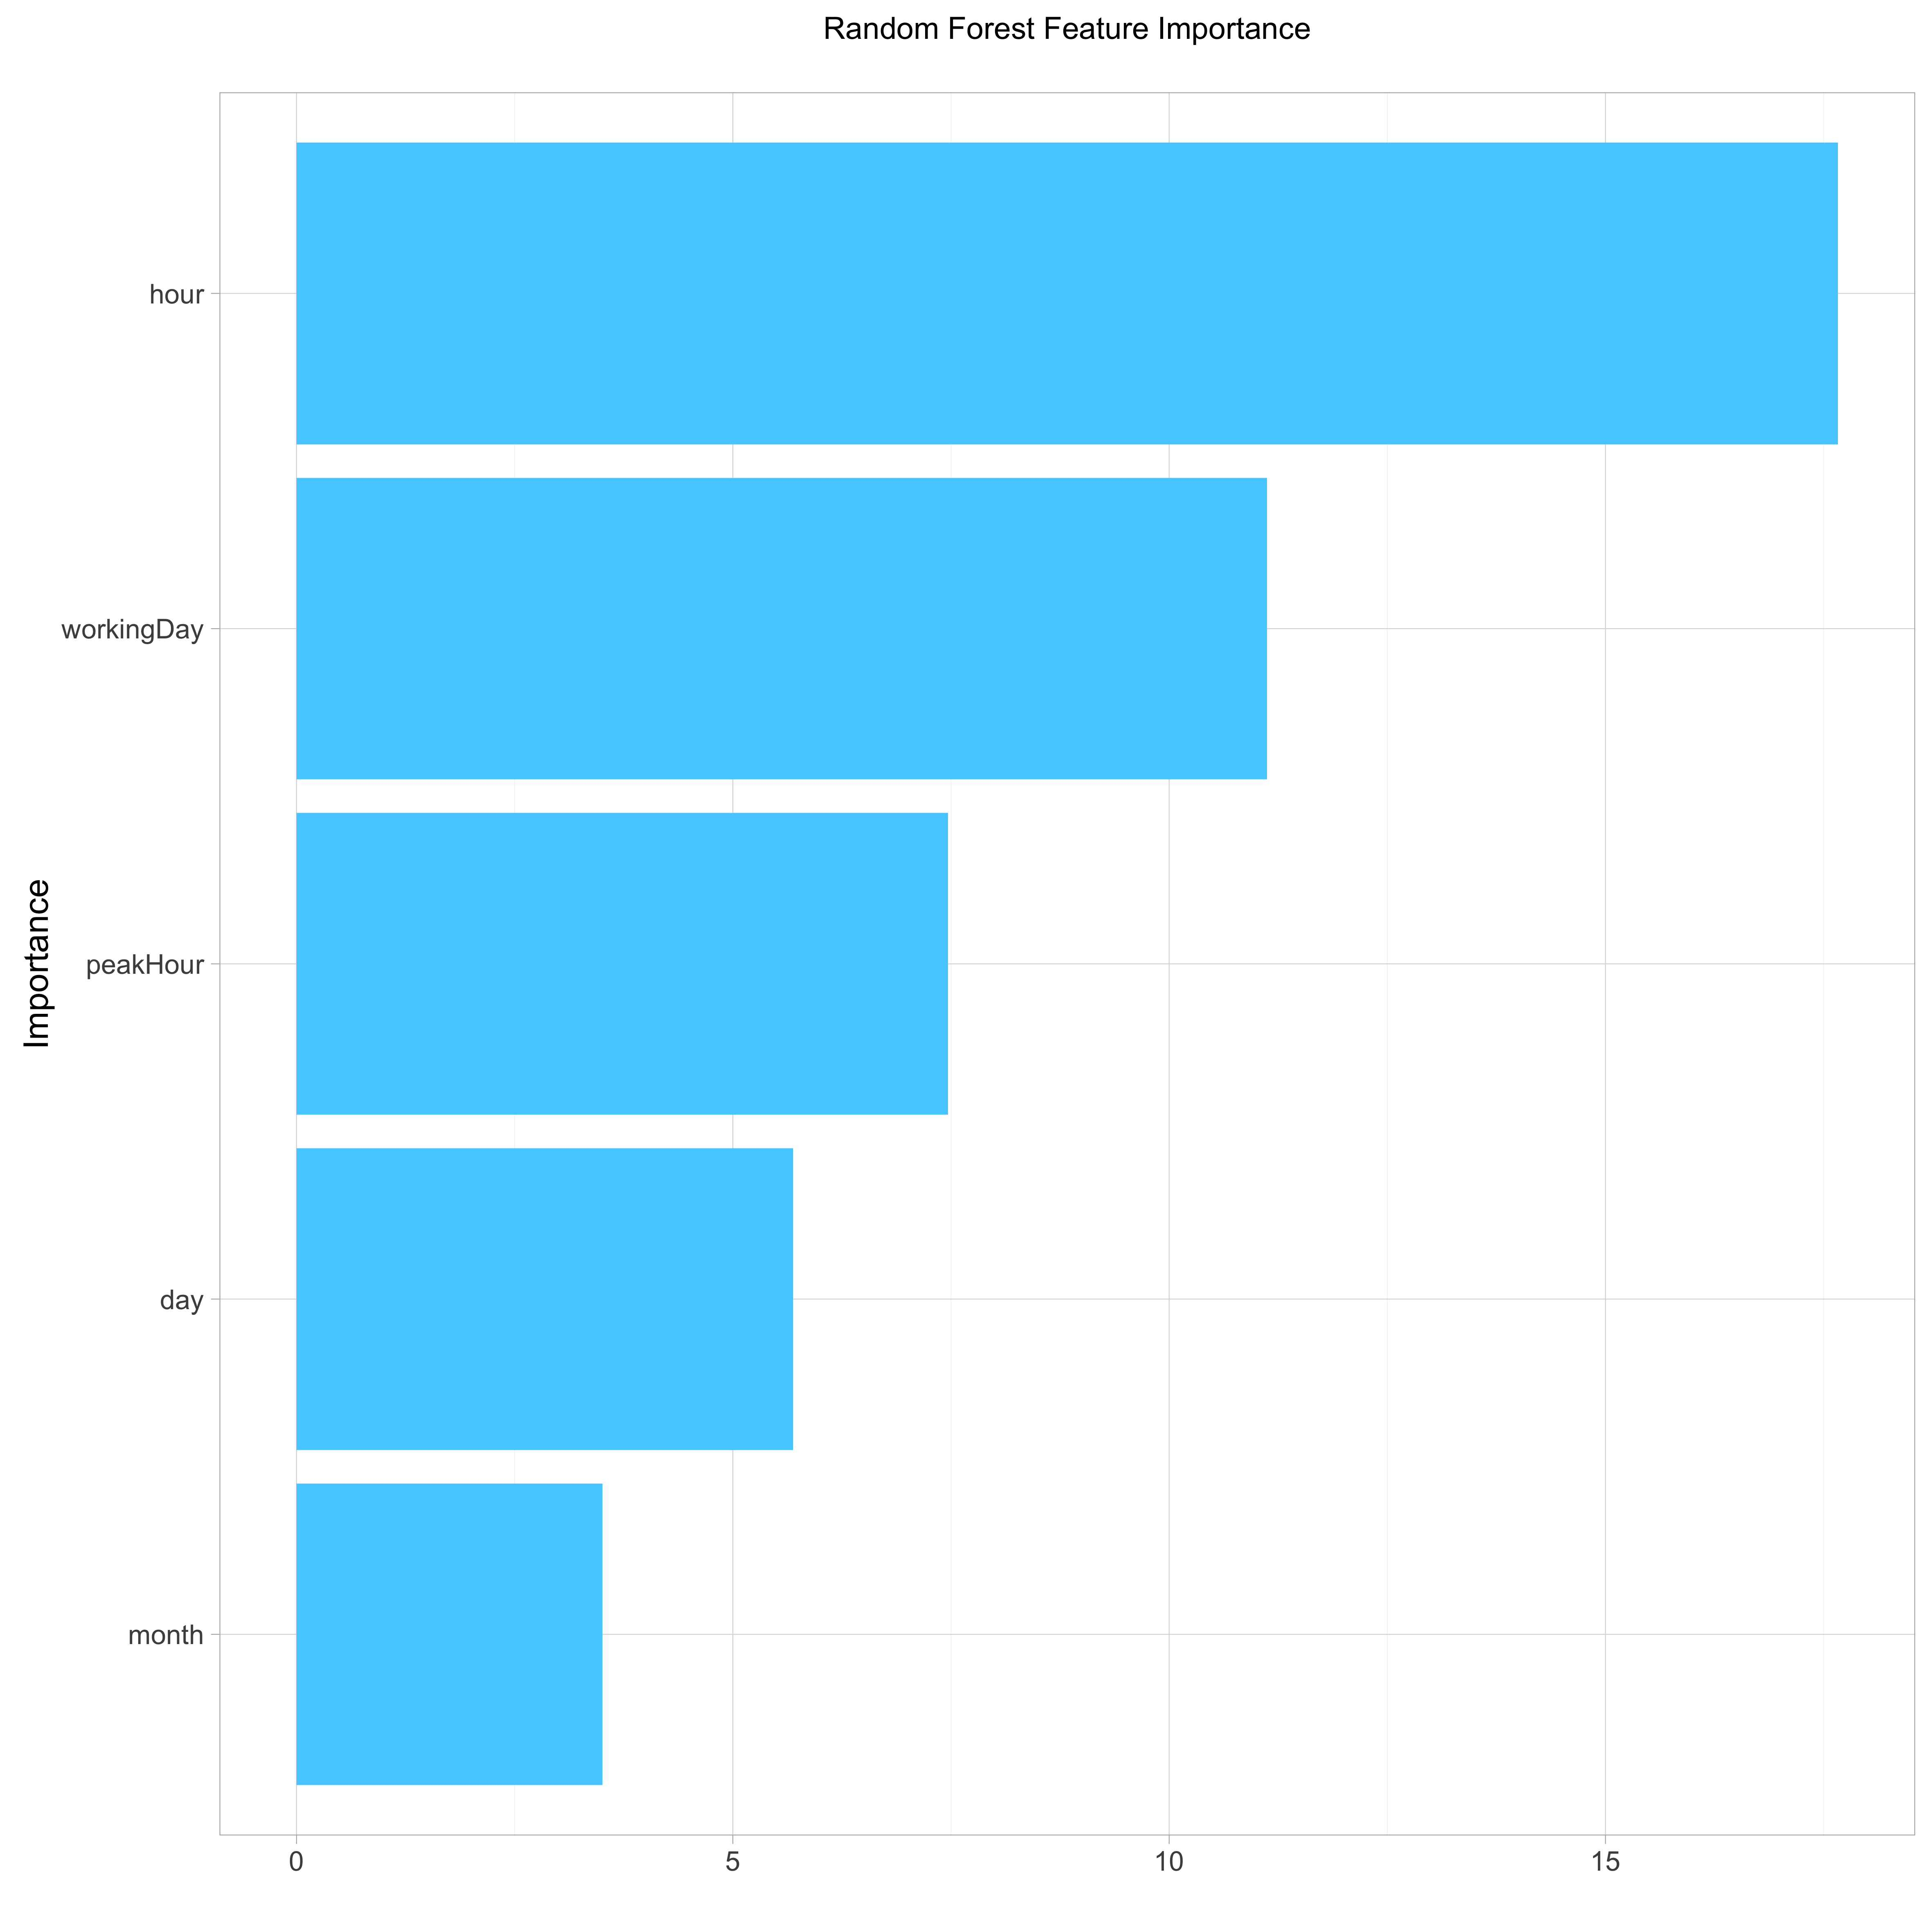 Random Forest Feature Importance
hour
workingDay
peakHour
day
month
Importance
0 5 10 15